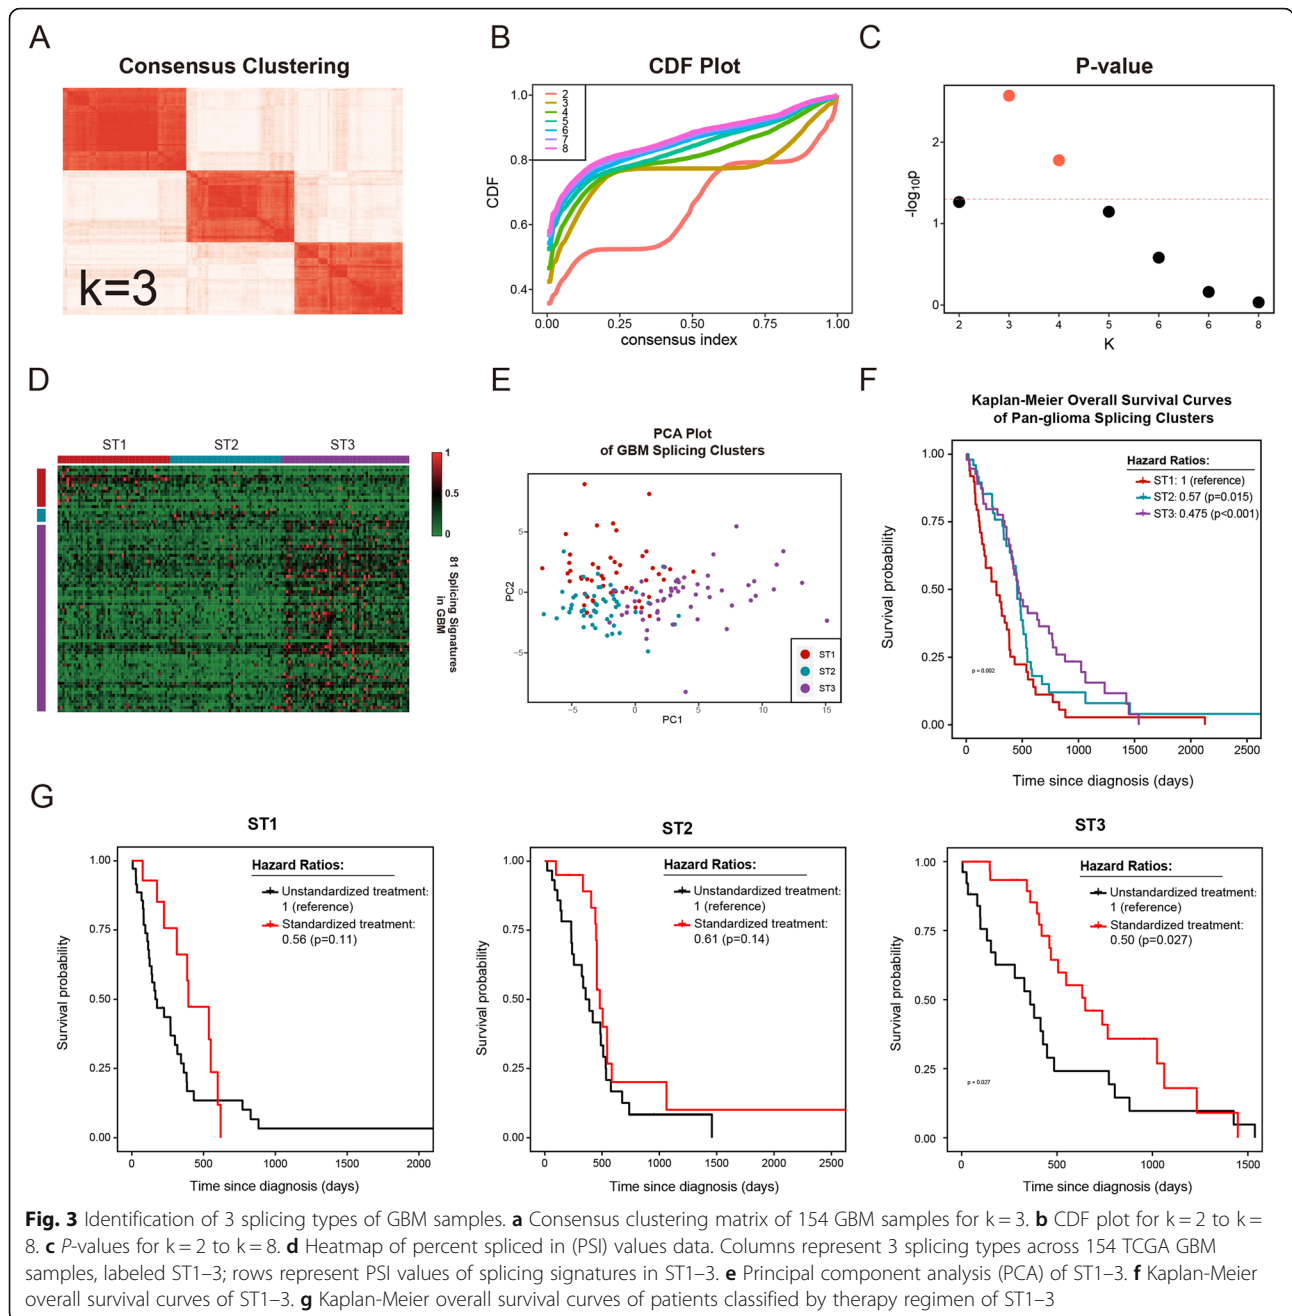 A
Consensus Clustering
k=3
B
CDF Plot
2
3
4
5
6
7
8
1.0
0.8
0.6
0.4
CDF
0.00
0.25
0.50
0.75
1.00
consensus index
C
P-value
2
1
0
-log10p
2
3
4
5
6
6
8
K
D
ST1
ST2
ST3
1
0.5
0
81 Splicing Signatures
in GBM
E
PCA Plot
of GBM Splicing Clusters
5
0
−5
PC2
−5
0
5
10
15
PC1
ST1
ST2
ST3
F
Kaplan-Meier Overall Survival Curves
of Pan-glioma Splicing Clusters
Hazard Ratios:
ST1: 1 (reference)
ST2: 0.57 (p=0.015)
ST3: 0.475 (p<0.001)
1.00
0.75
0.50
0.25
0.00
Survival probability
p = 0.002
0
500
1000
1500
2000
2500
Time since diagnosis (days)
G
ST1
Hazard Ratios:
Unstandardized treatment:
1 (reference)
Standardized treatment:
0.56 (p=0.11)
1.00
0.75
0.50
0.25
0.00
Survival probability
0
500
1000
1500
2000
Time since diagnosis (days)
ST2
Hazard Ratios:
Unstandardized treatment:
1 (reference)
Standardized treatment:
0.61 (p=0.14)
1.00
0.75
0.50
0.25
0.00
Survival probability
0
500
1000
1500
2000
2500
Time since diagnosis (days)
ST3
Hazard Ratios:
Unstandardized treatment:
1 (reference)
Standardized treatment:
0.50 (p=0.027)
1.00
0.75
0.50
0.25
0.00
Survival probability
p = 0.027
0
500
1000
1500
Time since diagnosis (days)
Fig. 3 Identification of 3 splicing types of GBM samples. a Consensus clustering matrix of 154 GBM samples for k = 3. b CDF plot for k = 2 to k =
8. c P-values for k = 2 to k = 8. d Heatmap of percent spliced in (PSI) values data. Columns represent 3 splicing types across 154 TCGA GBM
samples, labeled ST1–3; rows represent PSI values of splicing signatures in ST1–3. e Principal component analysis (PCA) of ST1–3. f Kaplan-Meier
overall survival curves of ST1–3. g Kaplan-Meier overall survival curves of patients classified by therapy regimen of ST1–3